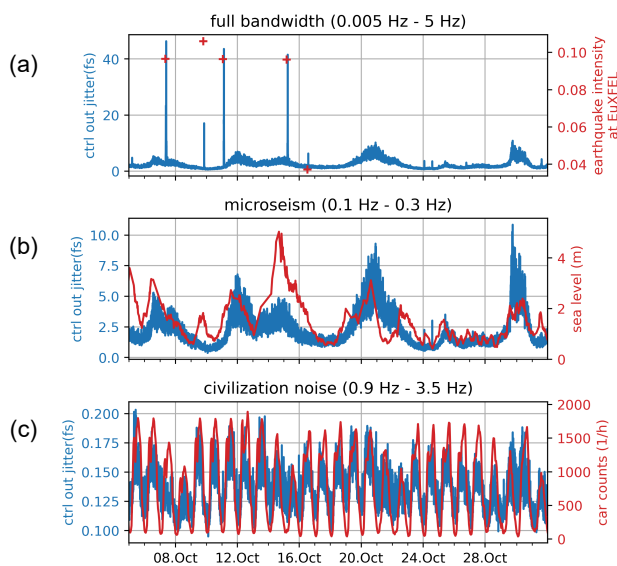 full bandwidth (0.005 Hz - 5 Hz)
(a)
ctrl out jitter(fs)
40
20
0
0.10
0.08
0.06
0.04
earthquake intensity
at EuXFEL
microseism (0.1 Hz - 0.3 Hz)
(b)
ctrl out jitter(fs)
10.0
7.5
5.0
2.5
0.0
4
2
0
sea level (m)
civilization noise (0.9 Hz - 3.5 Hz)
(c)
ctrl out jitter(fs)
0.200
0.175
0.150
0.125
0.100
2000
1500
1000
500
0
car counts (1/h)
08.Oct 12.Oct 16.Oct 20.Oct 24.Oct 28.Oct